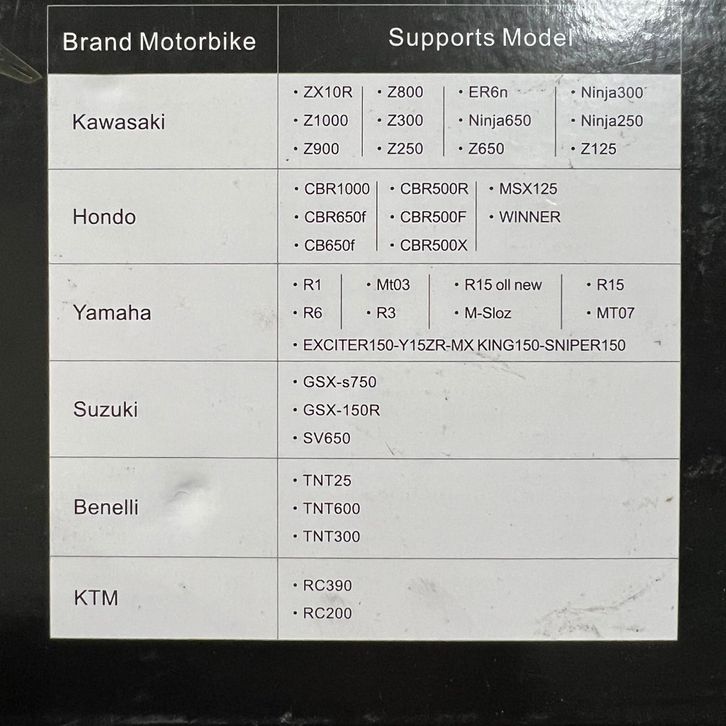 Brand Motorbike
Supports Model
Kawasaki
• ZX10R • Z800 • ER6n • Ninja300
• Z1000 • Z300 • Ninja650 • Ninja250
• Z900 • Z250 • Z650 • Z125
Hondo
• CBR1000 • CBR500R • MSX125
• CBR650f • CBR500F • WINNER
• CB650f • CBR500X
Yamaha
• R1 • Mt03 • R15 oll new • R15
• R6 • R3 • M-Sloz • MT07
• EXCITER150-Y15ZR-MX KING150-SNIPER150
Suzuki
• GSX-s750
• GSX-150R
• SV650
Benelli
• TNT25
• TNT600
• TNT300
KTM
• RC390
• RC200